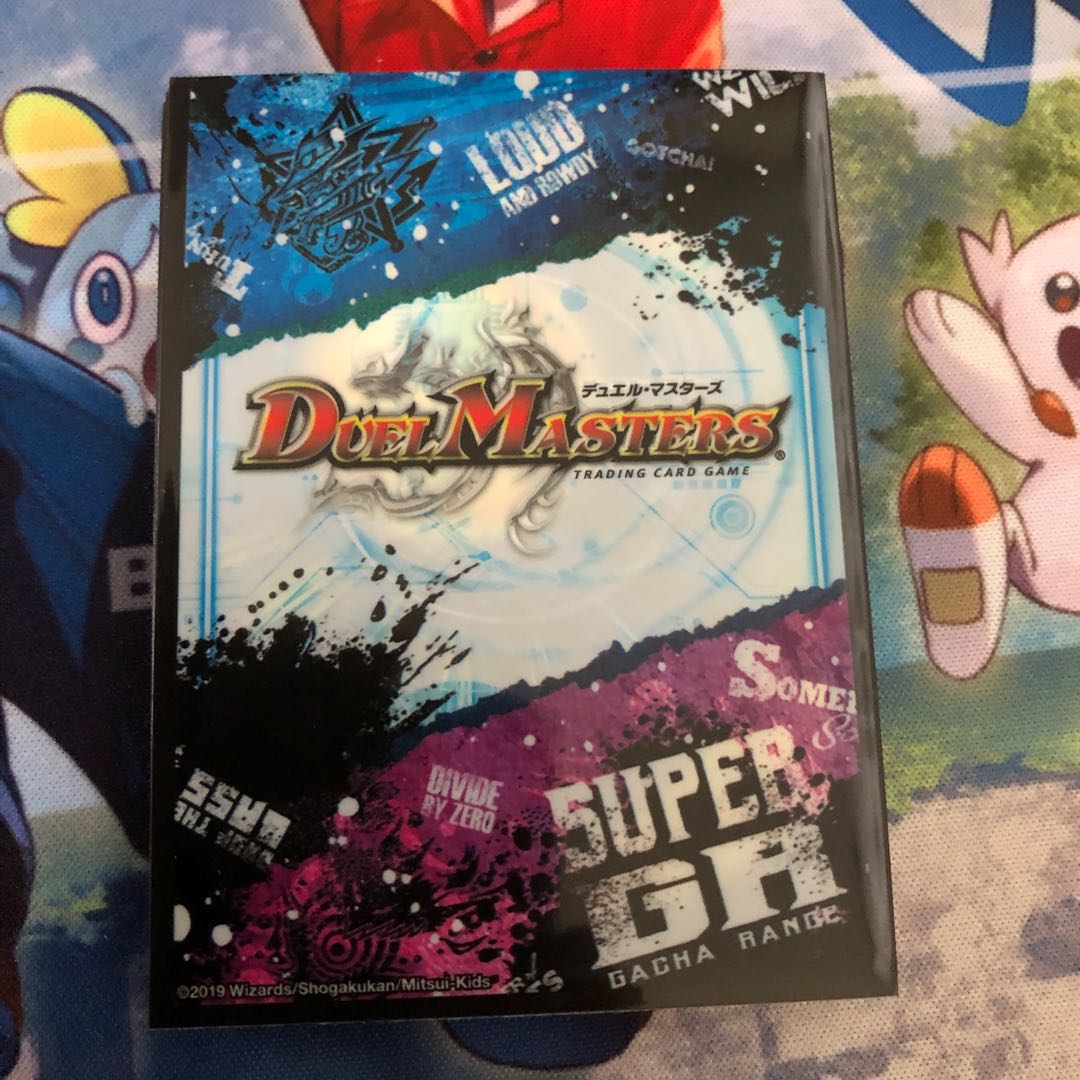 WIL
LOUD
AND ROWDY
GOTCHA!
TURN
デュエル・マスターズ
DUEL MASTERS®
TRADING CARD GAME
SOME
DIVIDE
BY ZERO
SUPER
GR
GACHA RANGE
©2019 Wizards/Shogakukan/Mitsui-Kids